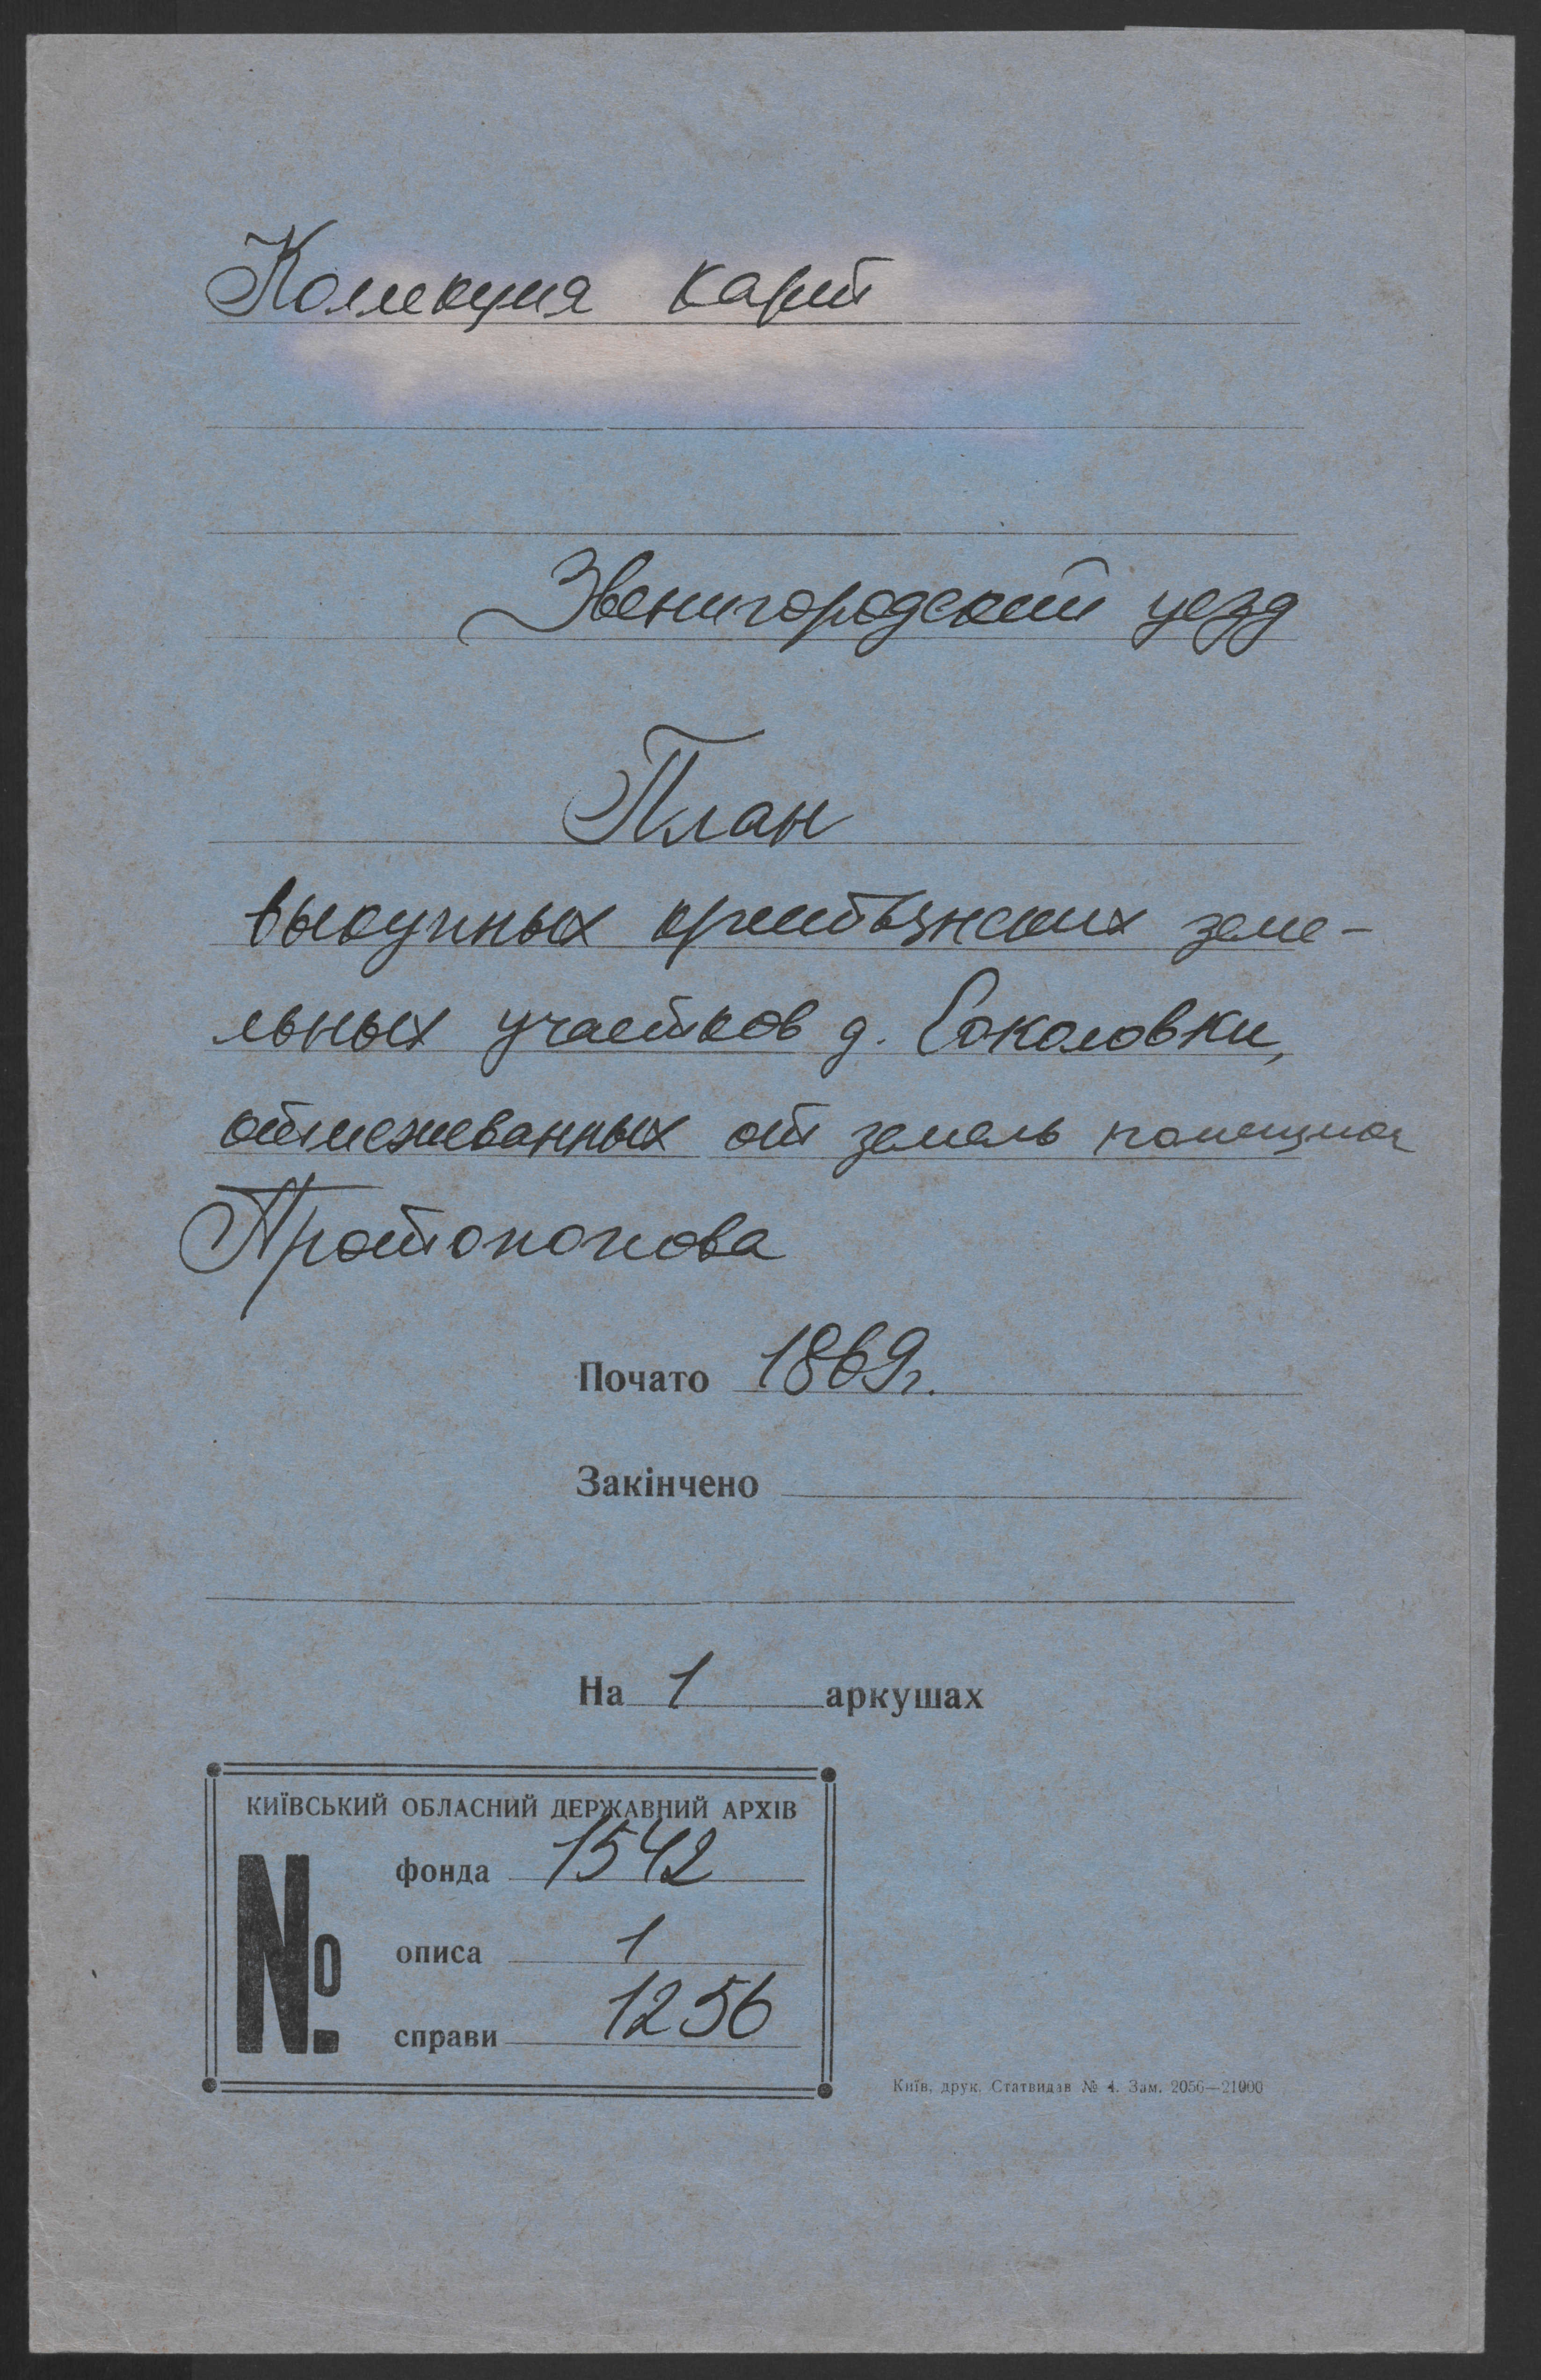 Коллекция карт
Звенигородский уезд
План
выкупных крестьянских земе-
льных участков д. Соколовки,
отмежеванных от земель помещика
Протопопова
Почато 1869г.
Закінчено
На 1 аркушах
КИЇВСЬКИЙ ОБЛАСНИЙ ДЕРЖАВНИЙ АРХІВ
№
фонда 1542
описа 1
справи 1256
Київ, друк. Статвидав № 4. Зам. 2056—21000